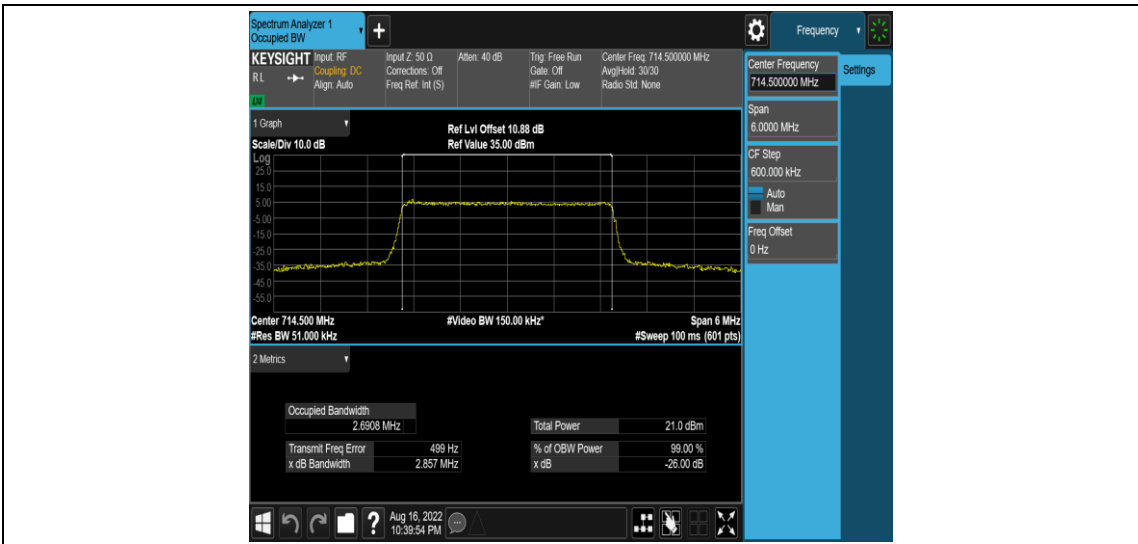 Spectrum Analyzer 1
Occupied BW
+
Frequency
KEYSIGHT
RL
LXI
Input: RF
Coupling: DC
Align: Auto
Input Z: 50 Ω
Corrections: Off
Freq Ref: Int (S)
Atten: 40 dB
Trig: Free Run
Gate: Off
#IF Gain: Low
Center Freq: 714.500000 MHz
Avg|Hold: 30/30
Radio Std: None
Center Frequency
714.500000 MHz
Settings
Span
6.0000 MHz
CF Step
600.000 kHz
Auto
Man
Freq Offset
0 Hz
1 Graph
Scale/Div 10.0 dB
Ref Lvl Offset 10.88 dB
Ref Value 35.00 dBm
Log
25.0
15.0
5.00
-5.00
-15.0
-25.0
-35.0
-45.0
-55.0
Center 714.500 MHz
#Video BW 150.00 kHz*
Span 6 MHz
#Res BW 51.000 kHz
#Sweep 100 ms (601 pts)
2 Metrics
Occupied Bandwidth
2.6908 MHz
Total Power 21.0 dBm
Transmit Freq Error 499 Hz
% of OBW Power 99.00 %
x dB Bandwidth 2.857 MHz
x dB -26.00 dB
?
Aug 16, 2022
10:39:54 PM